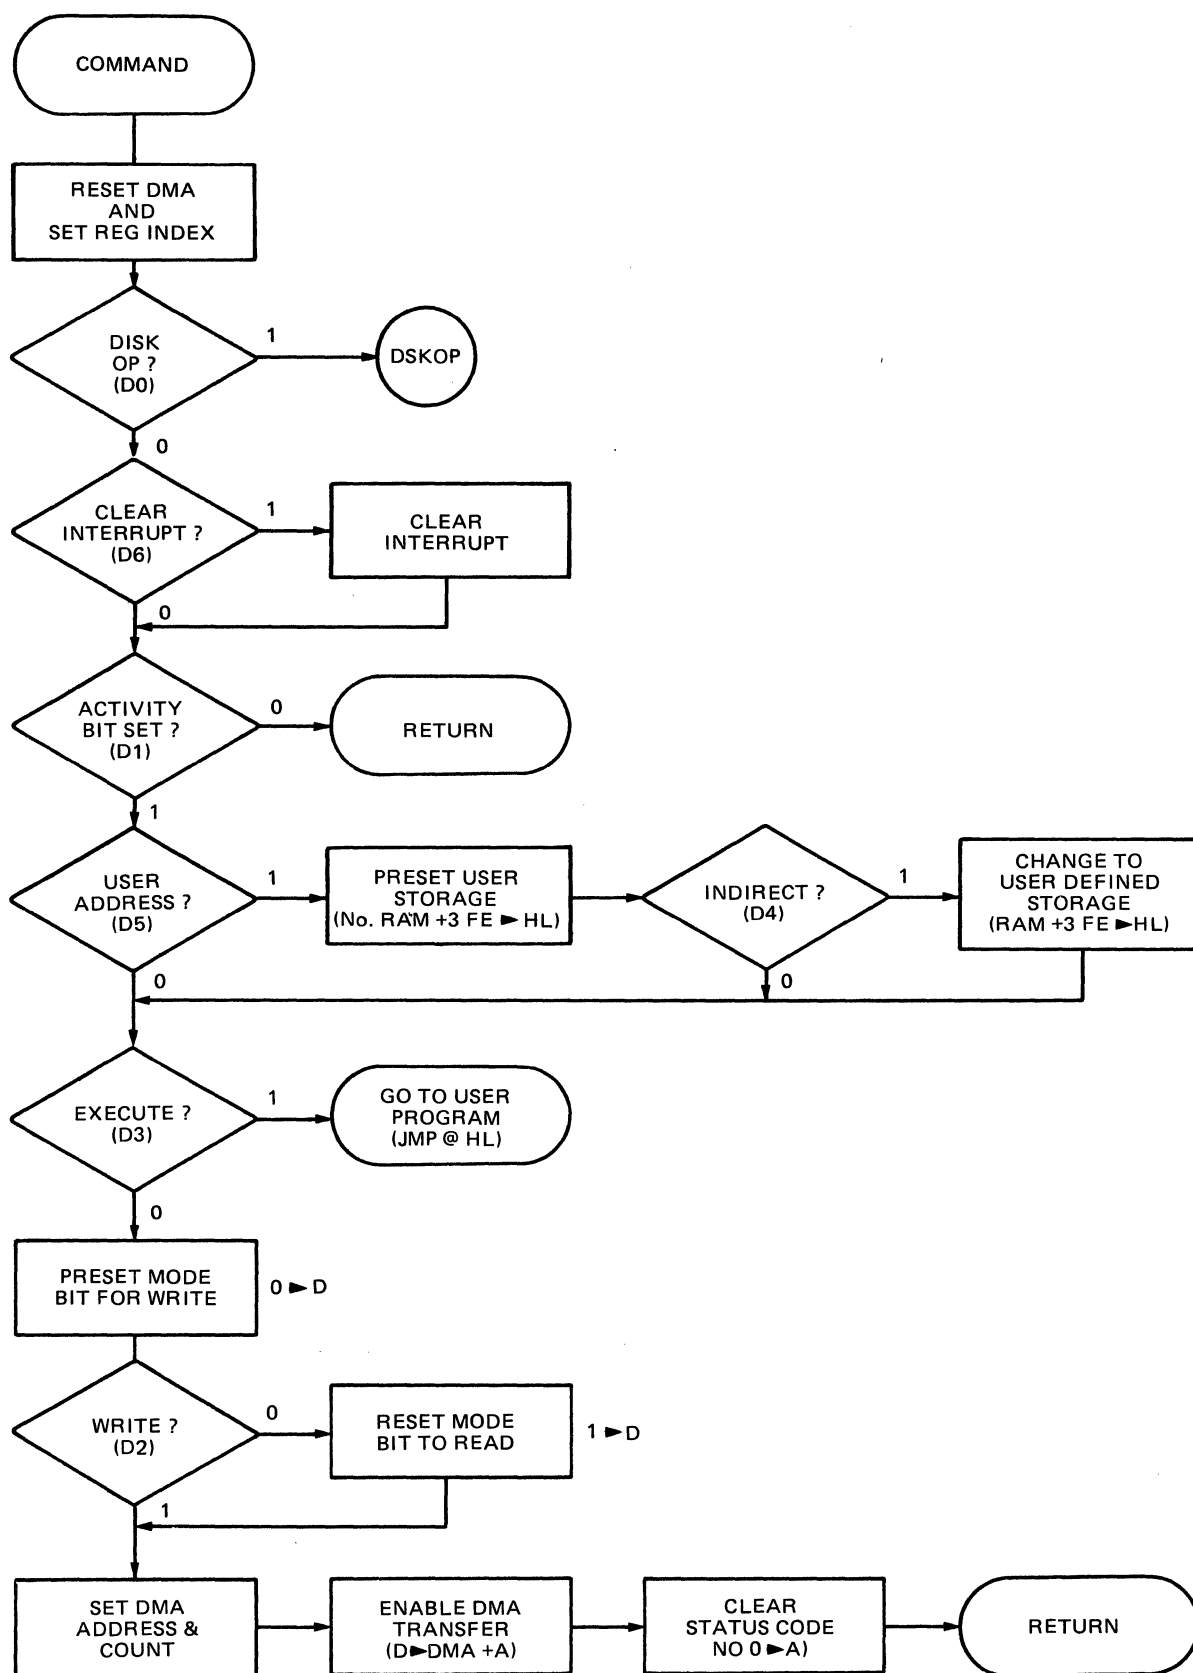 COMMAND
RESET DMA
AND
SET REG INDEX
DISK
OP ?
(D0)
1
DSKOP
0
CLEAR
INTERRUPT ?
(D6)
1
CLEAR
INTERRUPT
0
ACTIVITY
BIT SET ?
(D1)
0
RETURN
1
USER
ADDRESS ?
(D5)
1
PRESET USER
STORAGE
(No. RAM +3 FE ► HL)
INDIRECT ?
(D4)
1
CHANGE TO
USER DEFINED
STORAGE
(RAM +3 FE ►HL)
0
0
EXECUTE ?
(D3)
1
GO TO USER
PROGRAM
(JMP @ HL)
0
PRESET MODE
BIT FOR WRITE
0 ► D
WRITE ?
(D2)
0
RESET MODE
BIT TO READ
1 ► D
1
SET DMA
ADDRESS &
COUNT
ENABLE DMA
TRANSFER
(D►DMA +A)
CLEAR
STATUS CODE
NO 0 ►A)
RETURN